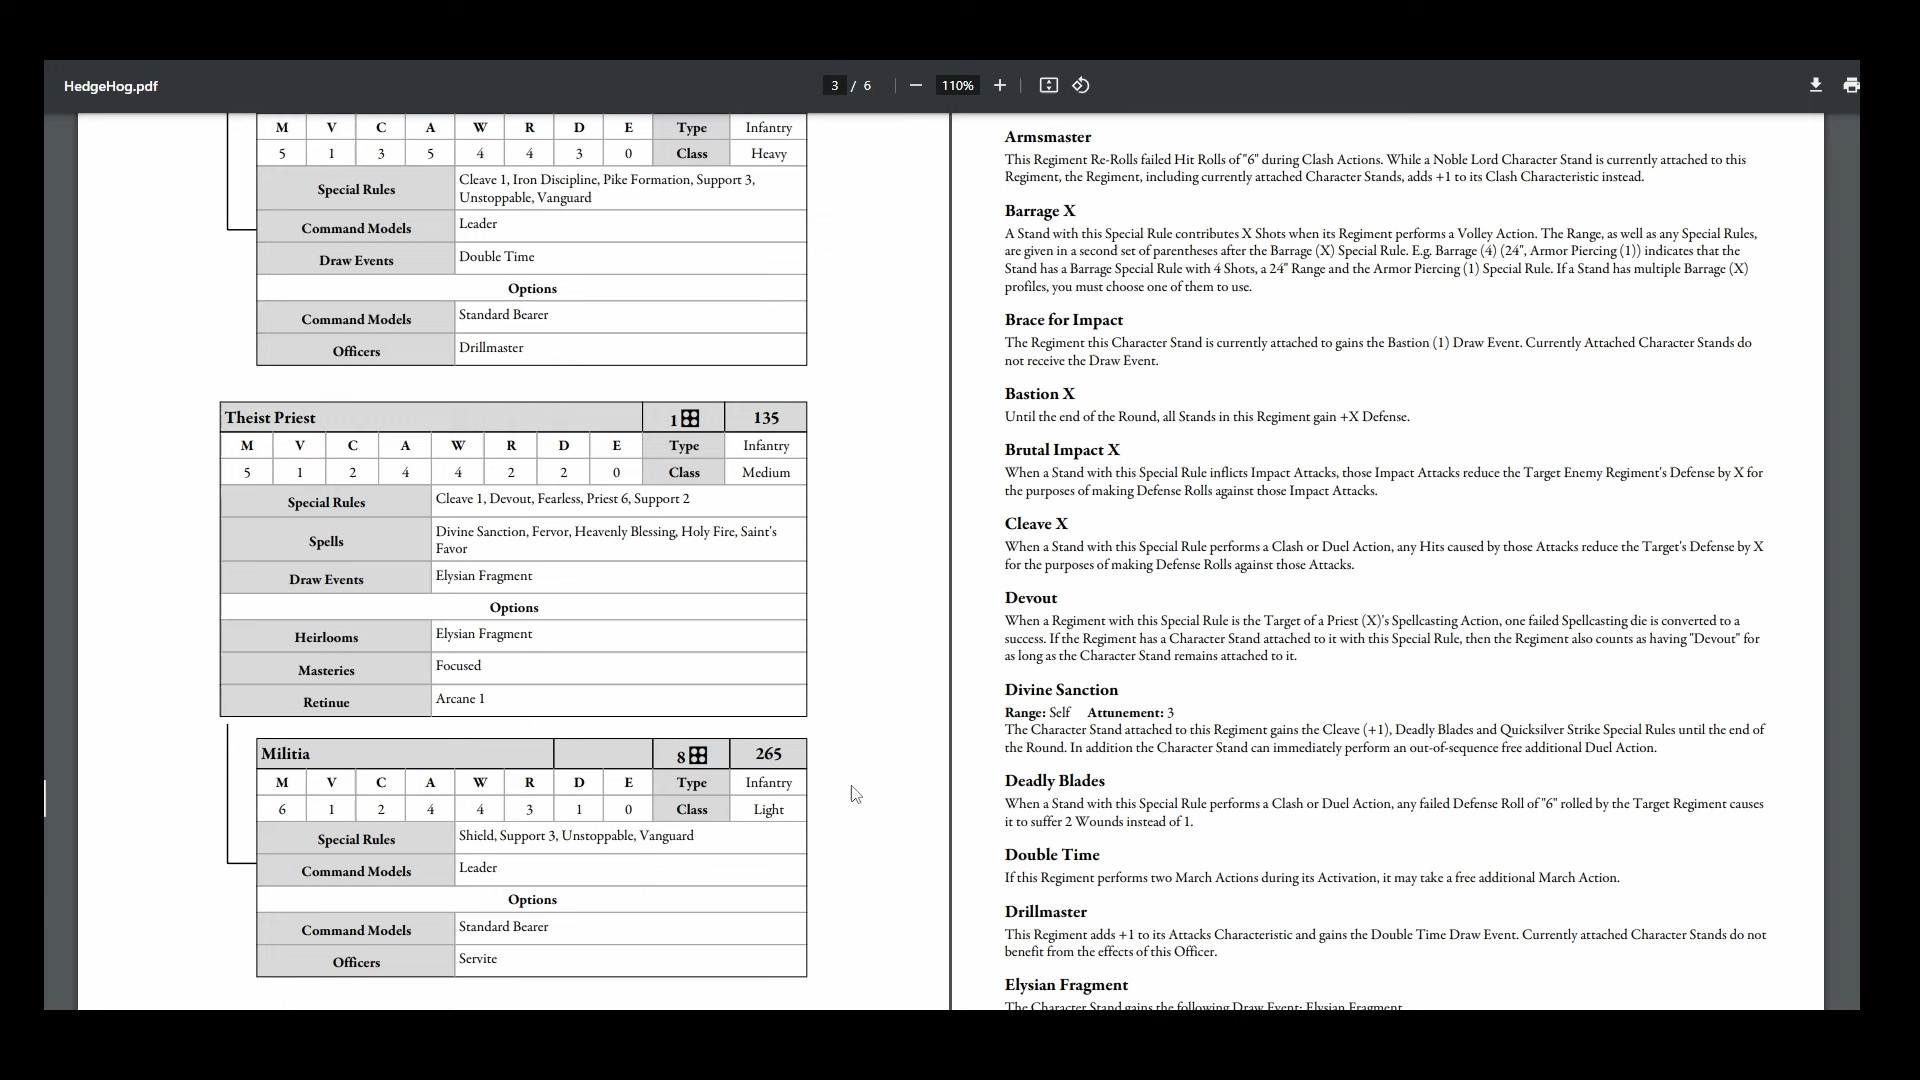 HedgeHog.pdf
3 / 6
110%
M V C A W R D E Type Infantry
5 1 3 5 4 4 3 0 Class Heavy
Special Rules
Cleave 1, Iron Discipline, Pike Formation, Support 3,
Unstoppable, Vanguard
Command Models Leader
Draw Events Double Time
Options
Command Models Standard Bearer
Officers Drillmaster
Theist Priest 1 135
M V C A W R D E Type Infantry
5 1 2 4 4 2 2 0 Class Medium
Special Rules Cleave 1, Devout, Fearless, Priest 6, Support 2
Spells
Divine Sanction, Fervor, Heavenly Blessing, Holy Fire, Saint's
Favor
Draw Events Elysian Fragment
Options
Heirlooms Elysian Fragment
Masteries Focused
Retinue Arcane 1
Militia 8 265
M V C A W R D E Type Infantry
6 1 2 4 4 3 1 0 Class Light
Special Rules Shield, Support 3, Unstoppable, Vanguard
Command Models Leader
Options
Command Models Standard Bearer
Officers Servite
Armsmaster
This Regiment Re-Rolls failed Hit Rolls of "6" during Clash Actions. While a Noble Lord Character Stand is currently attached to this
Regiment, the Regiment, including currently attached Character Stands, adds +1 to its Clash Characteristic instead.
Barrage X
A Stand with this Special Rule contributes X Shots when its Regiment performs a Volley Action. The Range, as well as any Special Rules,
are given in a second set of parentheses after the Barrage (X) Special Rule. E.g. Barrage (4) (24", Armor Piercing (1)) indicates that the
Stand has a Barrage Special Rule with 4 Shots, a 24" Range and the Armor Piercing (1) Special Rule. If a Stand has multiple Barrage (X)
profiles, you must choose one of them to use.
Brace for Impact
The Regiment this Character Stand is currently attached to gains the Bastion (1) Draw Event. Currently Attached Character Stands do
not receive the Draw Event.
Bastion X
Until the end of the Round, all Stands in this Regiment gain +X Defense.
Brutal Impact X
When a Stand with this Special Rule inflicts Impact Attacks, those Impact Attacks reduce the Target Enemy Regiment's Defense by X for
the purposes of making Defense Rolls against those Impact Attacks.
Cleave X
When a Stand with this Special Rule performs a Clash or Duel Action, any Hits caused by those Attacks reduce the Target's Defense by X
for the purposes of making Defense Rolls against those Attacks.
Devout
When a Regiment with this Special Rule is the Target of a Priest (X)'s Spellcasting Action, one failed Spellcasting die is converted to a
success. If the Regiment has a Character Stand attached to it with this Special Rule, then the Regiment also counts as having "Devout" for
as long as the Character Stand remains attached to it.
Divine Sanction
Range: Self Attunement: 3
The Character Stand attached to this Regiment gains the Cleave (+1), Deadly Blades and Quicksilver Strike Special Rules until the end of
the Round. In addition the Character Stand can immediately perform an out-of-sequence free additional Duel Action.
Deadly Blades
When a Stand with this Special Rule performs a Clash or Duel Action, any failed Defense Roll of "6" rolled by the Target Regiment causes
it to suffer 2 Wounds instead of 1.
Double Time
If this Regiment performs two March Actions during its Activation, it may take a free additional March Action.
Drillmaster
This Regiment adds +1 to its Attacks Characteristic and gains the Double Time Draw Event. Currently attached Character Stands do not
benefit from the effects of this Officer.
Elysian Fragment
The Character Stand gains the following Draw Event: Elysian Fragment